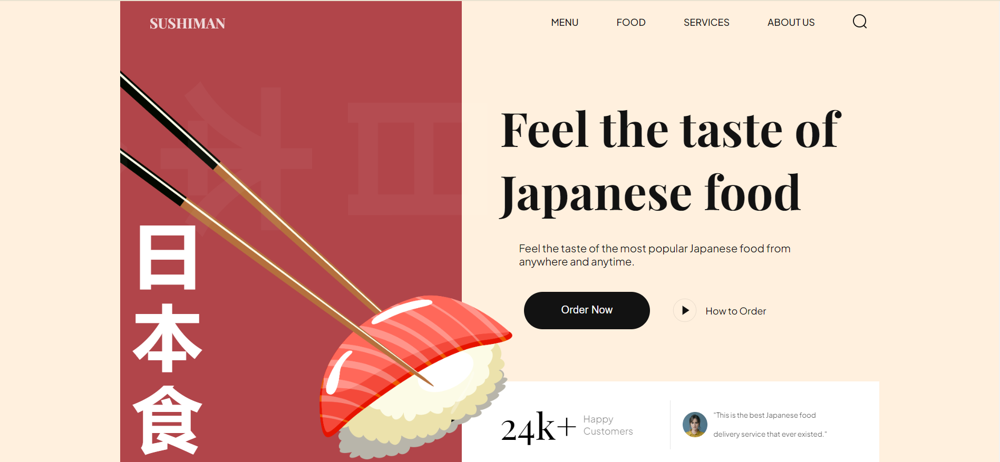 SUSHIMAN
MENU
FOOD
SERVICES
ABOUT US
日本
日
本
食
Feel the taste of
Japanese food
Feel the taste of the most popular Japanese food from
anywhere and anytime.
Order Now
How to Order
24k+
Happy
Customers
"This is the best Japanese food
delivery service that ever existed."